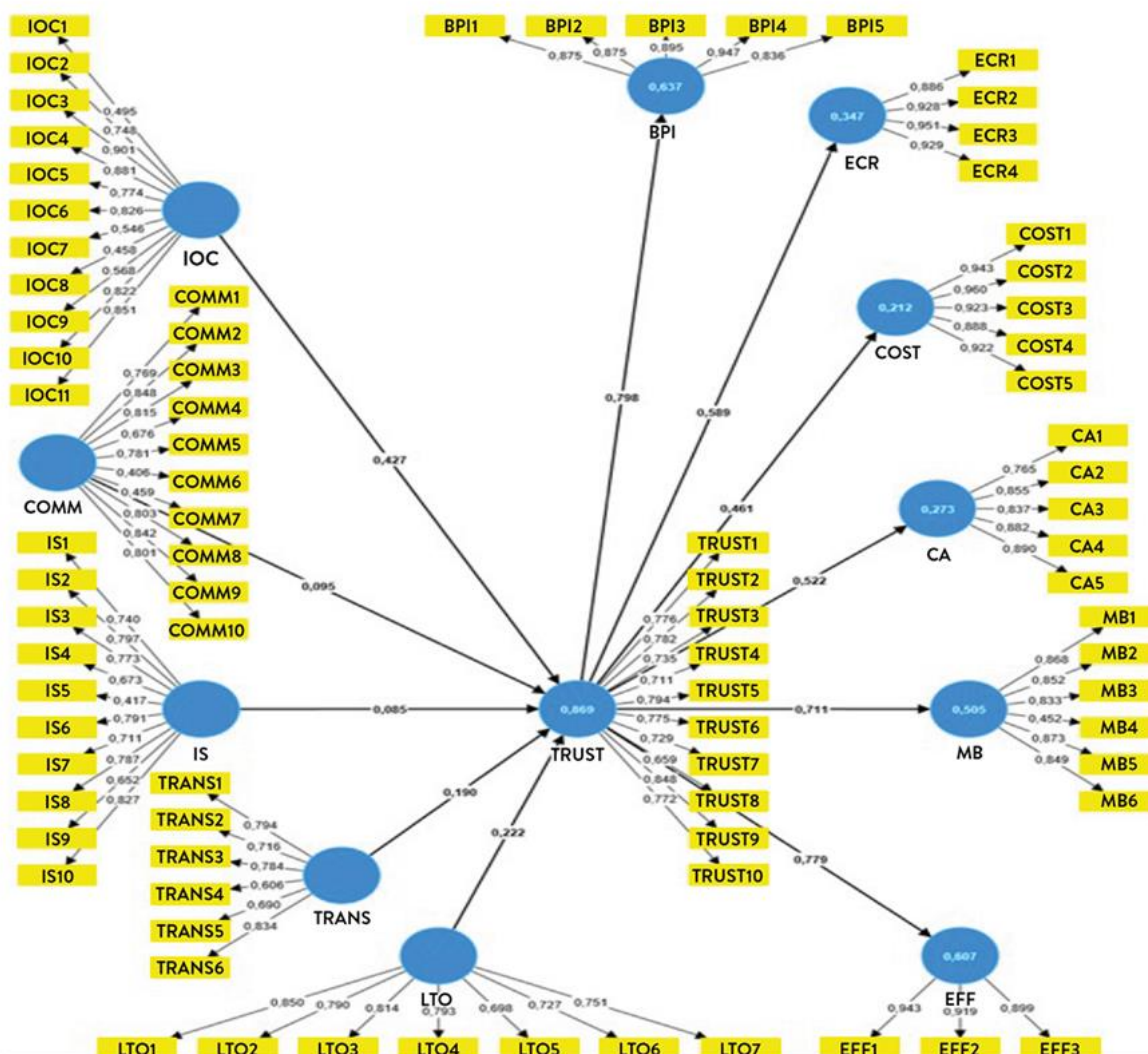 IOC1
IOC2
IOC3
IOC4
IOC5
IOC6
IOC7
IOC8
IOC9
IOC10
IOC11
0,495
0,748
0,901
0,881
0,774
0,826
0,546
0,458
0,568
0,822
0,851
IOC
BPI1
BPI2
BPI3
BPI4
BPI5
0,875
0,875
0,895
0,947
0,836
0,637
BPI
ECR1
ECR2
ECR3
ECR4
0,886
0,928
0,951
0,929
0,347
ECR
COST1
COST2
COST3
COST4
COST5
0,943
0,960
0,923
0,888
0,922
0,212
COST
COMM1
COMM2
COMM3
COMM4
COMM5
COMM6
COMM7
COMM8
COMM9
COMM10
0,769
0,848
0,815
0,676
0,781
0,406
0,459
0,803
0,842
0,801
COMM
CA1
CA2
CA3
CA4
CA5
0,765
0,855
0,837
0,882
0,890
0,273
CA
0,427
0,095
0,085
0,190
0,222
0,798
0,589
0,461
0,522
0,711
0,779
IS1
IS2
IS3
IS4
IS5
IS6
IS7
IS8
IS9
IS10
0,740
0,797
0,773
0,673
0,417
0,791
0,711
0,787
0,652
0,827
IS
TRUST1
TRUST2
TRUST3
TRUST4
TRUST5
TRUST6
TRUST7
TRUST8
TRUST9
TRUST10
0,776
0,782
0,735
0,711
0,794
0,775
0,729
0,659
0,848
0,772
0,869
TRUST
MB1
MB2
MB3
MB4
MB5
MB6
0,868
0,852
0,833
0,452
0,873
0,849
0,505
MB
TRANS1
TRANS2
TRANS3
TRANS4
TRANS5
TRANS6
0,794
0,716
0,784
0,606
0,690
0,834
TRANS
LTO
0,850
0,790
0,814
0,793
0,698
0,727
0,751
LTO1
LTO2
LTO3
LTO4
LTO5
LTO6
LTO7
0,607
EFF
0,943
0,919
0,899
EFF1
EFF2
EFF3